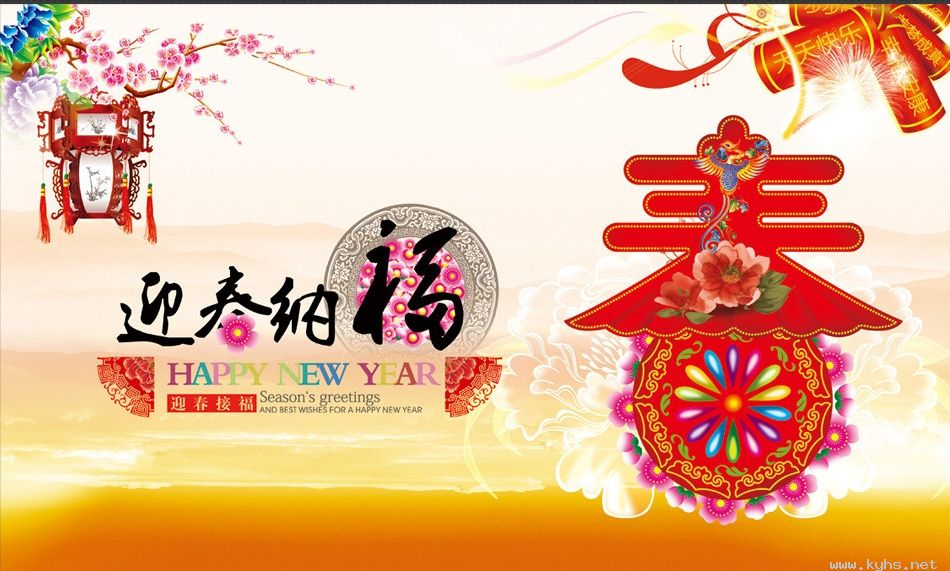 天天快乐
迎春纳福
HAPPY NEW YEAR
迎春接福
Season's greetings
AND BEST WISHES FOR A HAPPY NEW YEAR
春
www.kyhs.net